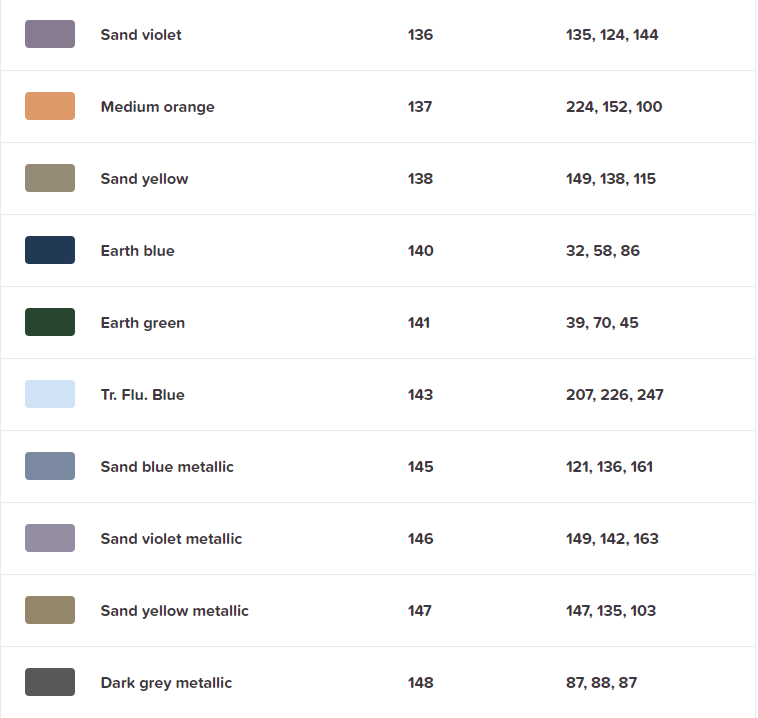 Sand violet 136 135, 124, 144
Medium orange 137 224, 152, 100
Sand yellow 138 149, 138, 115
Earth blue 140 32, 58, 86
Earth green 141 39, 70, 45
Tr. Flu. Blue 143 207, 226, 247
Sand blue metallic 145 121, 136, 161
Sand violet metallic 146 149, 142, 163
Sand yellow metallic 147 147, 135, 103
Dark grey metallic 148 87, 88, 87